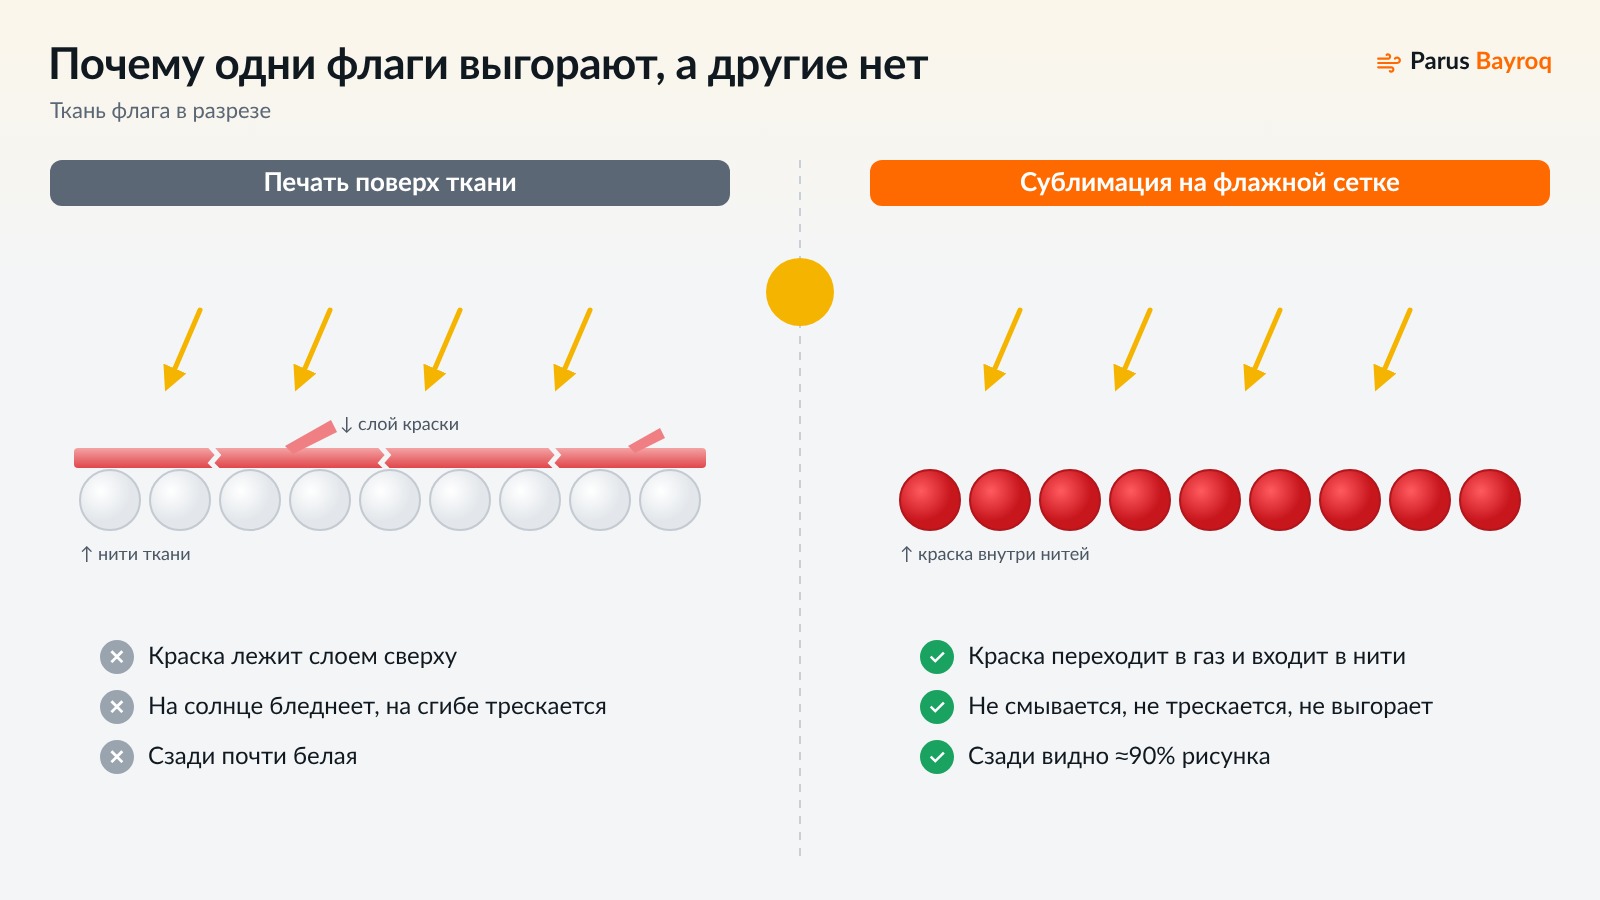 Почему одни флаги выгорают, а другие нет
Parus Bayroq
Ткань флага в разрезе
Печать поверх ткани
↓ слой краски
↑ нити ткани
Краска лежит слоем сверху
На солнце бледнеет, на сгибе трескается
Сзади почти белая
Сублимация на флажной сетке
↑ краска внутри нитей
Краска переходит в газ и входит в нити
Не смывается, не трескается, не выгорает
Сзади видно ≈90% рисунка